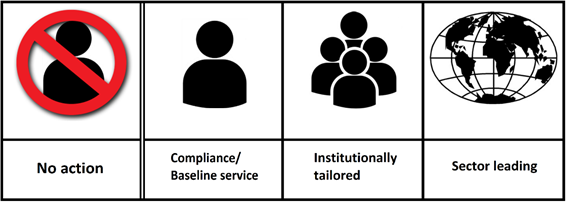 No action
Compliance/
Baseline service
Institutionally
tailored
Sector leading